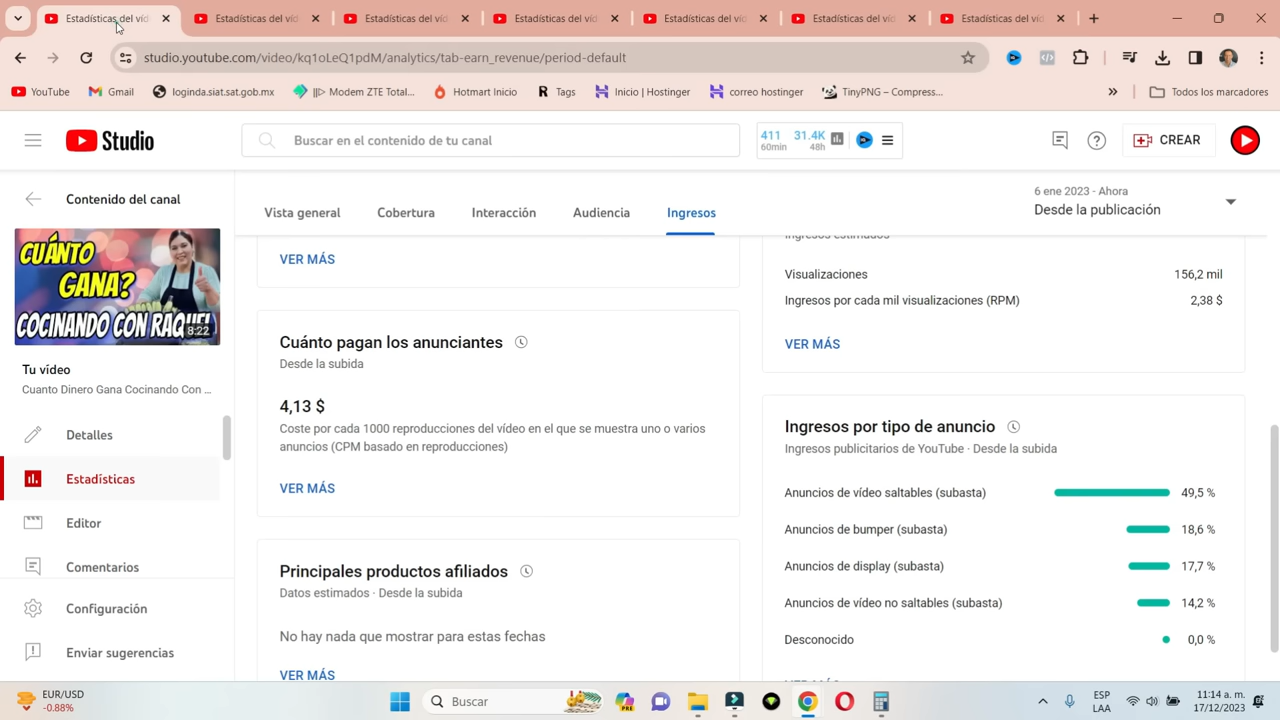 Estadísticas del víd
Estadísticas del víd
Estadísticas del víd
Estadísticas del víd
Estadísticas del víd
Estadísticas del víd
Estadísticas del víd
studio.youtube.com/video/kq1oLeQ1pdM/analytics/tab-earn_revenue/period-default
YouTube
Gmail
loginda.siat.sat.gob.mx
||▷ Modem ZTE Total...
Hotmart Inicio
Tags
Inicio | Hostinger
correo hostinger
TinyPNG – Compress...
Todos los marcadores
Studio
Buscar en el contenido de tu canal
411 31.4K
60min 48h
CREAR
Contenido del canal
Vista general
Cobertura
Interacción
Audiencia
Ingresos
6 ene 2023 - Ahora
Desde la publicación
CUÁNTO
GANA?
COCINANDO CON RAQUEL
8:22
Tu vídeo
Cuanto Dinero Gana Cocinando Con ...
Detalles
Estadísticas
Editor
Comentarios
Configuración
Enviar sugerencias
VER MÁS
Cuánto pagan los anunciantes
Desde la subida
4,13 $
Coste por cada 1000 reproducciones del vídeo en el que se muestra uno o varios
anuncios (CPM basado en reproducciones)
VER MÁS
Principales productos afiliados
Datos estimados · Desde la subida
No hay nada que mostrar para estas fechas
VER MÁS
Ingresos estimados
Visualizaciones 156,2 mil
Ingresos por cada mil visualizaciones (RPM) 2,38 $
VER MÁS
Ingresos por tipo de anuncio
Ingresos publicitarios de YouTube · Desde la subida
Anuncios de vídeo saltables (subasta) 49,5 %
Anuncios de bumper (subasta) 18,6 %
Anuncios de display (subasta) 17,7 %
Anuncios de vídeo no saltables (subasta) 14,2 %
Desconocido 0,0 %
VER MÁS
EUR/USD
-0.88%
Buscar
ESP
LAA
11:14 a. m.
17/12/2023